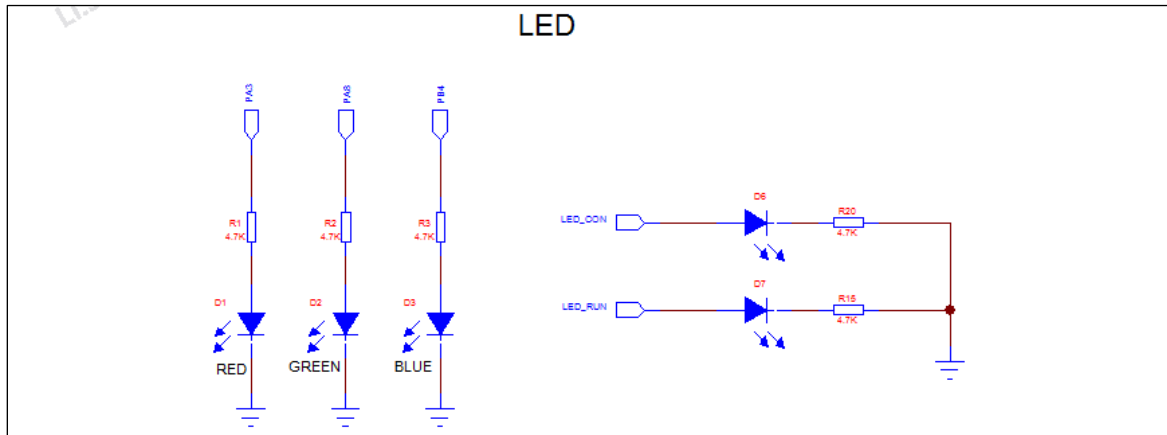 LED
PA3
PA8
PB4
R1
4.7K
R2
4.7K
R3
4.7K
D1
D2
D3
RED
GREEN
BLUE
LED_CON
D6
R20
4.7K
LED_RUN
D7
R15
4.7K